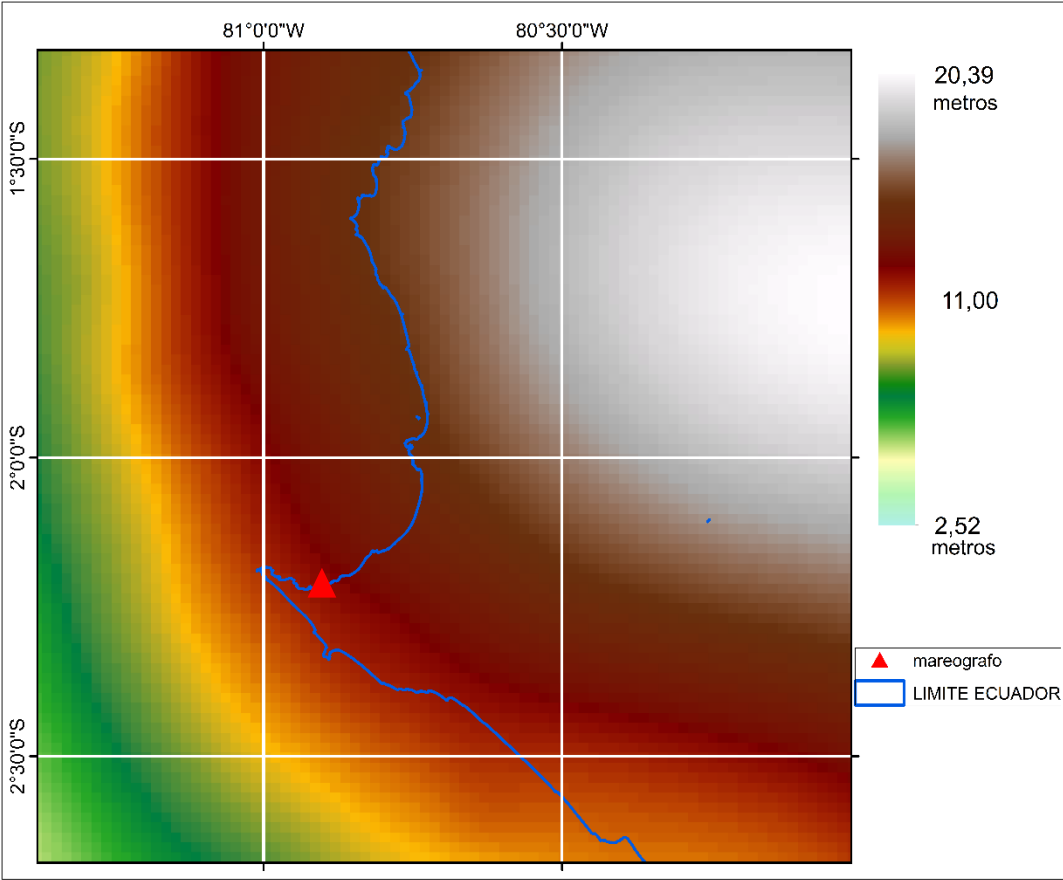 81°0'0"W
80°30'0"W
1°30'0"S
2°0'0"S
2°30'0"S
20,39
metros
11,00
2,52
metros
mareografo
LIMITE ECUADOR